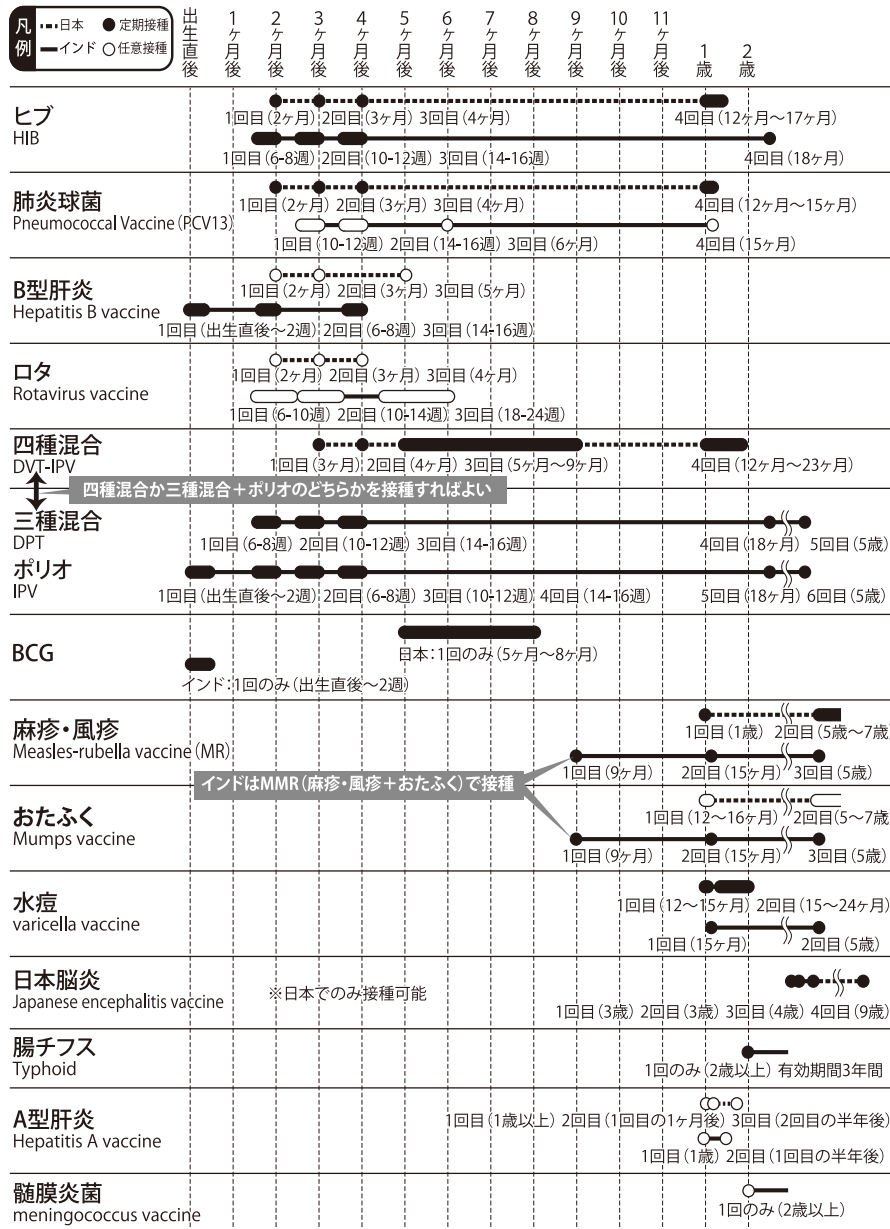 凡例
日本 定期接種
インド 任意接種
出生直後 1ヶ月後 2ヶ月後 3ヶ月後 4ヶ月後 5ヶ月後 6ヶ月後 7ヶ月後 8ヶ月後 9ヶ月後 10ヶ月後 11ヶ月後 1歳 2歳
ヒブ
HIB
1回目(2ヶ月) 2回目(3ヶ月) 3回目(4ヶ月) 4回目(12ヶ月〜17ヶ月)
1回目(6-8週) 2回目(10-12週) 3回目(14-16週) 4回目(18ヶ月)
肺炎球菌
Pneumococcal Vaccine(PCV13)
1回目(2ヶ月) 2回目(3ヶ月) 3回目(4ヶ月) 4回目(12ヶ月〜15ヶ月)
1回目(10-12週) 2回目(14-16週) 3回目(6ヶ月) 4回目(15ヶ月)
B型肝炎
Hepatitis B vaccine
1回目(2ヶ月) 2回目(3ヶ月) 3回目(5ヶ月)
1回目(出生直後〜2週) 2回目(6-8週) 3回目(14-16週)
ロタ
Rotavirus vaccine
1回目(2ヶ月) 2回目(3ヶ月) 3回目(4ヶ月)
1回目(6-10週) 2回目(10-14週) 3回目(18-24週)
四種混合
DVT-IPV
1回目(3ヶ月) 2回目(4ヶ月) 3回目(5ヶ月〜9ヶ月) 4回目(12ヶ月〜23ヶ月)
四種混合か三種混合+ポリオのどちらかを接種すればよい
三種混合
DPT
1回目(6-8週) 2回目(10-12週) 3回目(14-16週) 4回目(18ヶ月) 5回目(5歳)
ポリオ
IPV
1回目(出生直後〜2週) 2回目(6-8週) 3回目(10-12週) 4回目(14-16週) 5回目(18ヶ月) 6回目(5歳)
BCG
日本:1回のみ(5ヶ月〜8ヶ月)
インド:1回のみ(出生直後〜2週)
麻疹・風疹
Measles-rubella vaccine(MR)
1回目(1歳) 2回目(5歳〜7歳)
1回目(9ヶ月) 2回目(15ヶ月) 3回目(5歳)
インドはMMR(麻疹・風疹+おたふく)で接種
おたふく
Mumps vaccine
1回目(12〜16ヶ月) 2回目(5〜7歳)
1回目(9ヶ月) 2回目(15ヶ月) 3回目(5歳)
水痘
varicella vaccine
1回目(12〜15ヶ月) 2回目(15〜24ヶ月)
1回目(15ヶ月) 2回目(5歳)
日本脳炎
Japanese encephalitis vaccine
※日本でのみ接種可能
1回目(3歳) 2回目(3歳) 3回目(4歳) 4回目(9歳)
腸チフス
Typhoid
1回のみ(2歳以上) 有効期間3年間
A型肝炎
Hepatitis A vaccine
1回目(1歳以上) 2回目(1回目の1ヶ月後) 3回目(2回目の半年後)
1回目(1歳) 2回目(1回目の半年後)
髄膜炎菌
meningococcus vaccine
1回のみ(2歳以上)